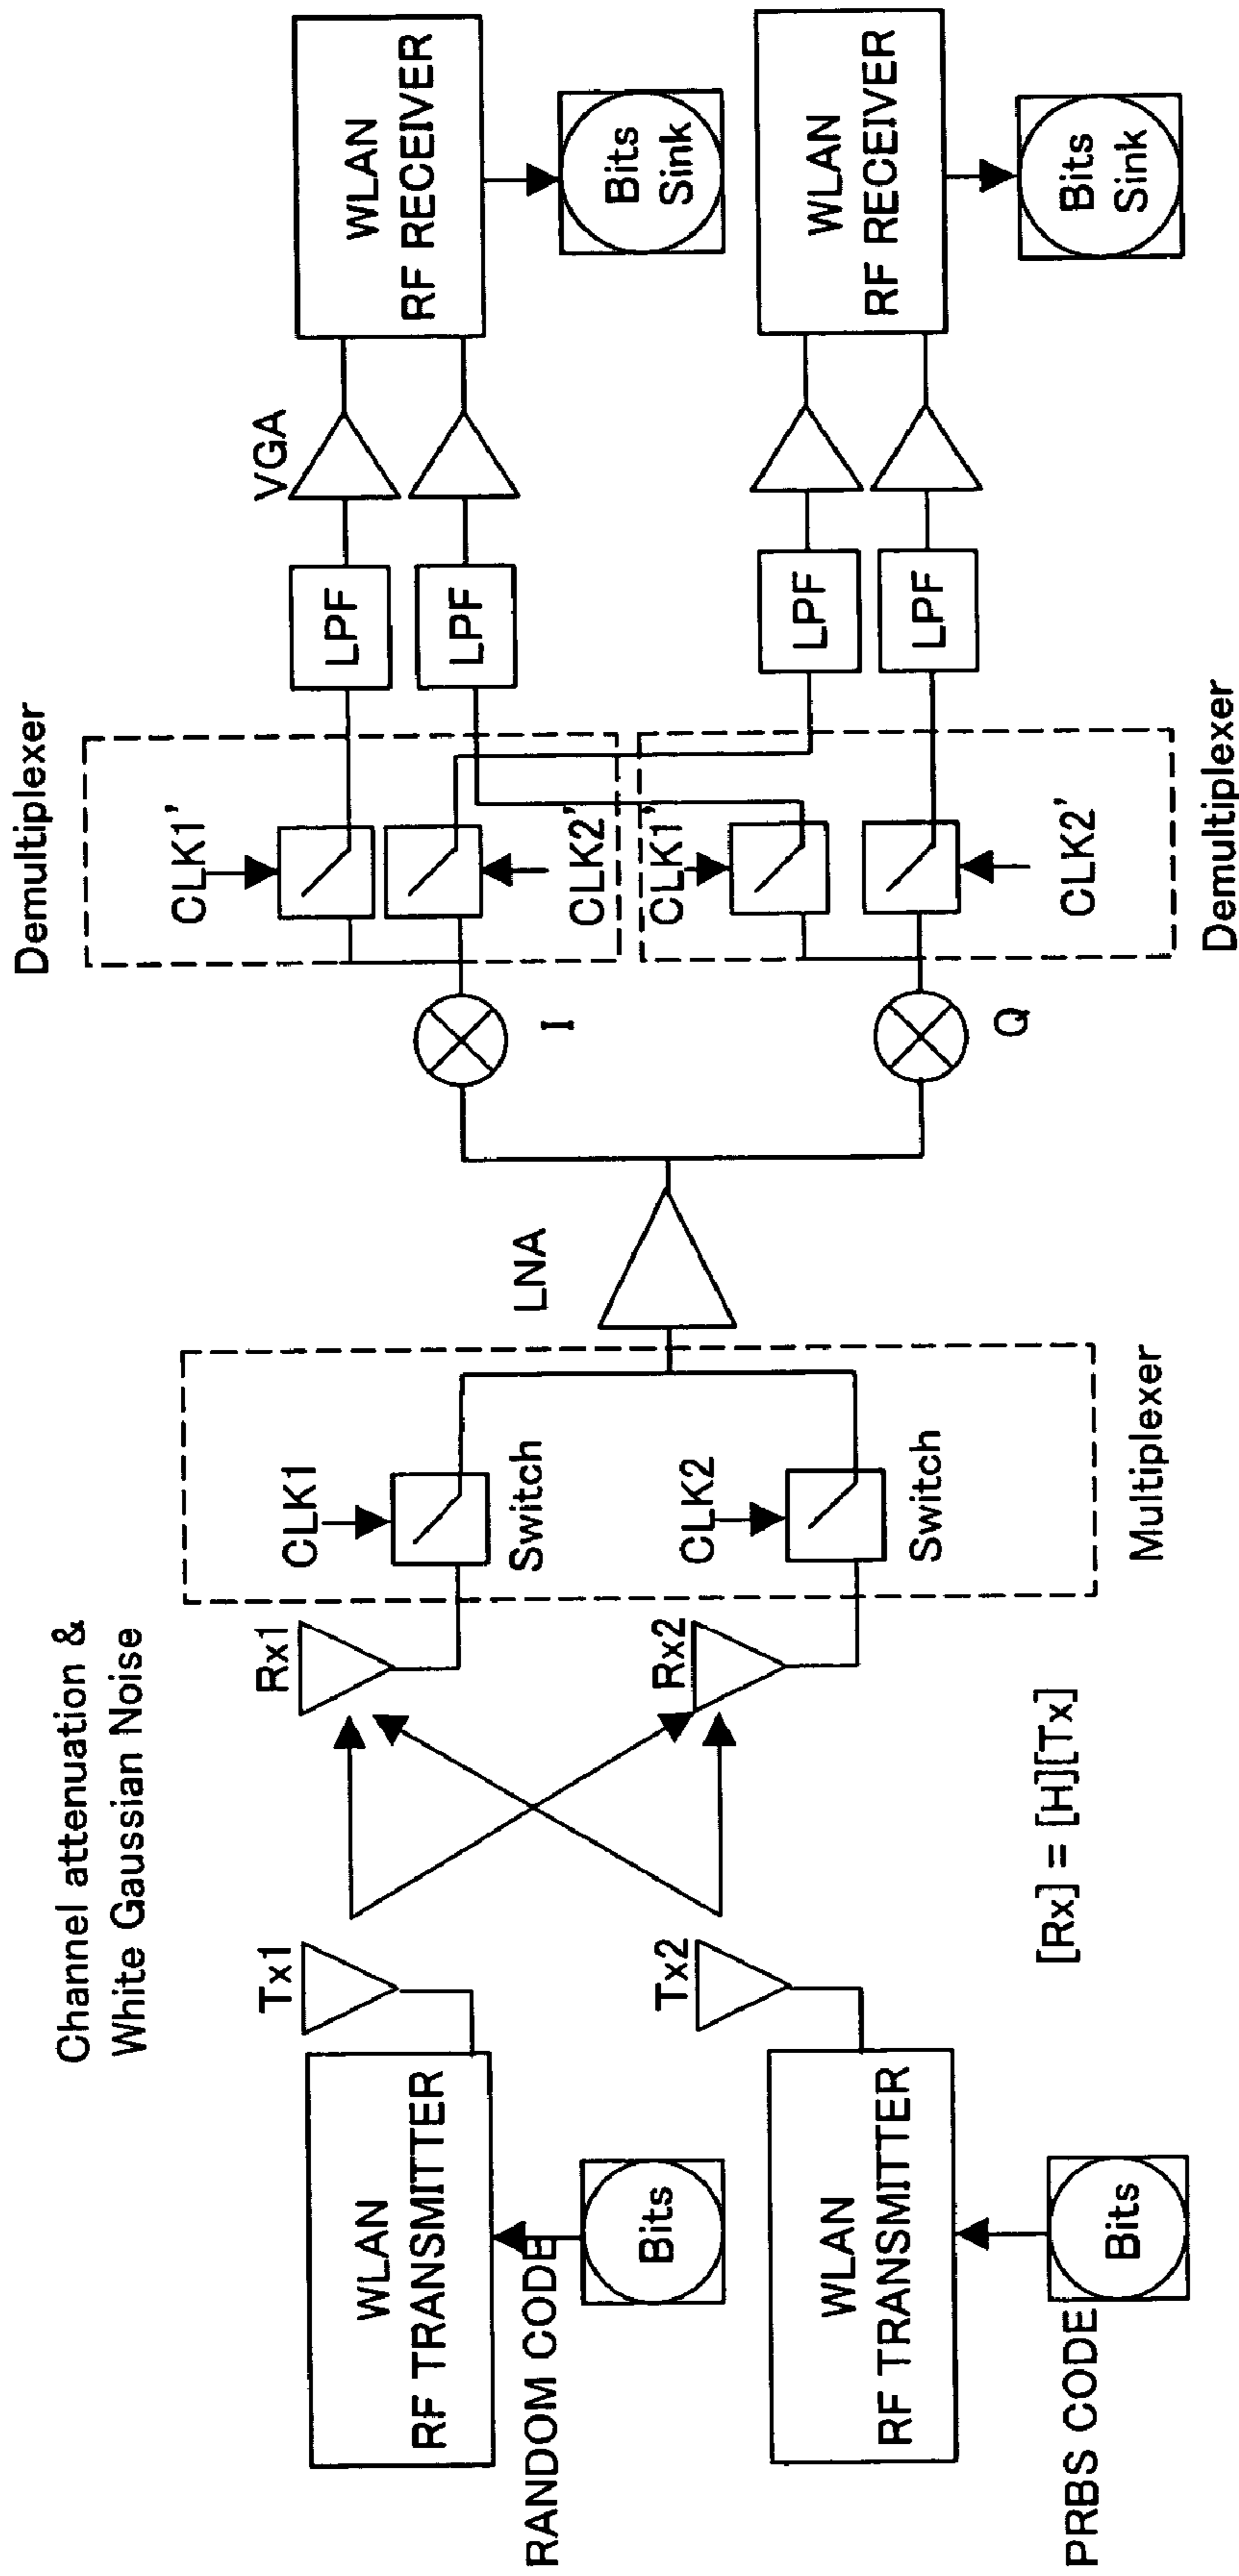 Channel attenuation &
White Gaussian Noise
WLAN
RF TRANSMITTER
RANDOM CODE
Bits
Tx1
Rx1
WLAN
RF TRANSMITTER
PRBS CODE
Bits
Tx2
Rx2
[Rx] = [H][Tx]
CLK1
Switch
CLK2
Switch
Multiplexer
LNA
I
Q
Demultiplexer
CLK1'
CLK2'
CLK1'
CLK2'
Demultiplexer
LPF
LPF
LPF
LPF
VGA
WLAN
RF RECEIVER
Bits
Sink
WLAN
RF RECEIVER
Bits
Sink